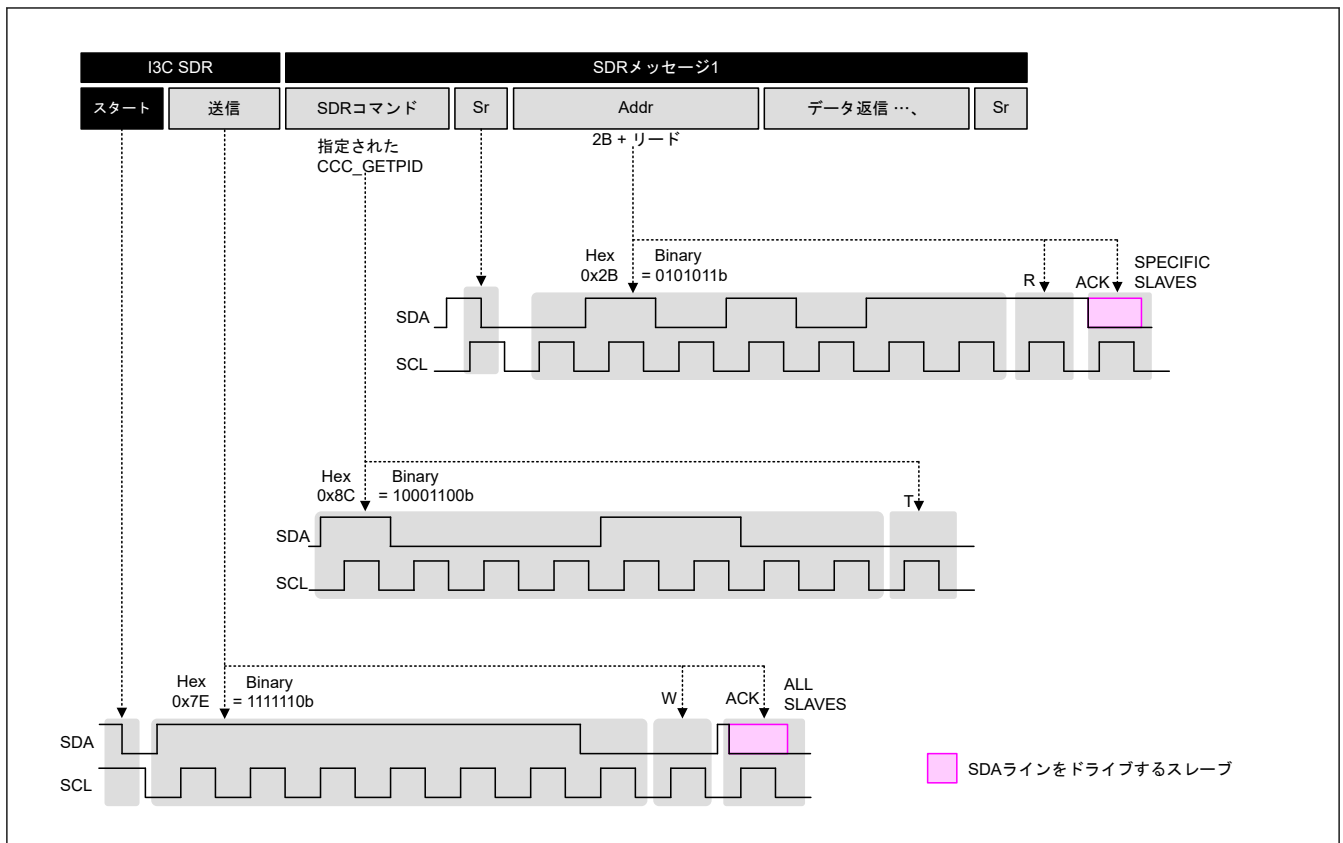 I3C SDR
SDRメッセージ1
スタート
送信
SDRコマンド
Sr
Addr
データ返信 …、
Sr
指定された
CCC_GETPID
2B + リード
Hex
0x2B
Binary
= 0101011b
R
ACK
SPECIFIC
SLAVES
SDA
SCL
Hex
0x8C
Binary
= 10001100b
T
SDA
SCL
Hex
0x7E
Binary
= 1111110b
W
ACK
ALL
SLAVES
SDA
SCL
SDAラインをドライブするスレーブ